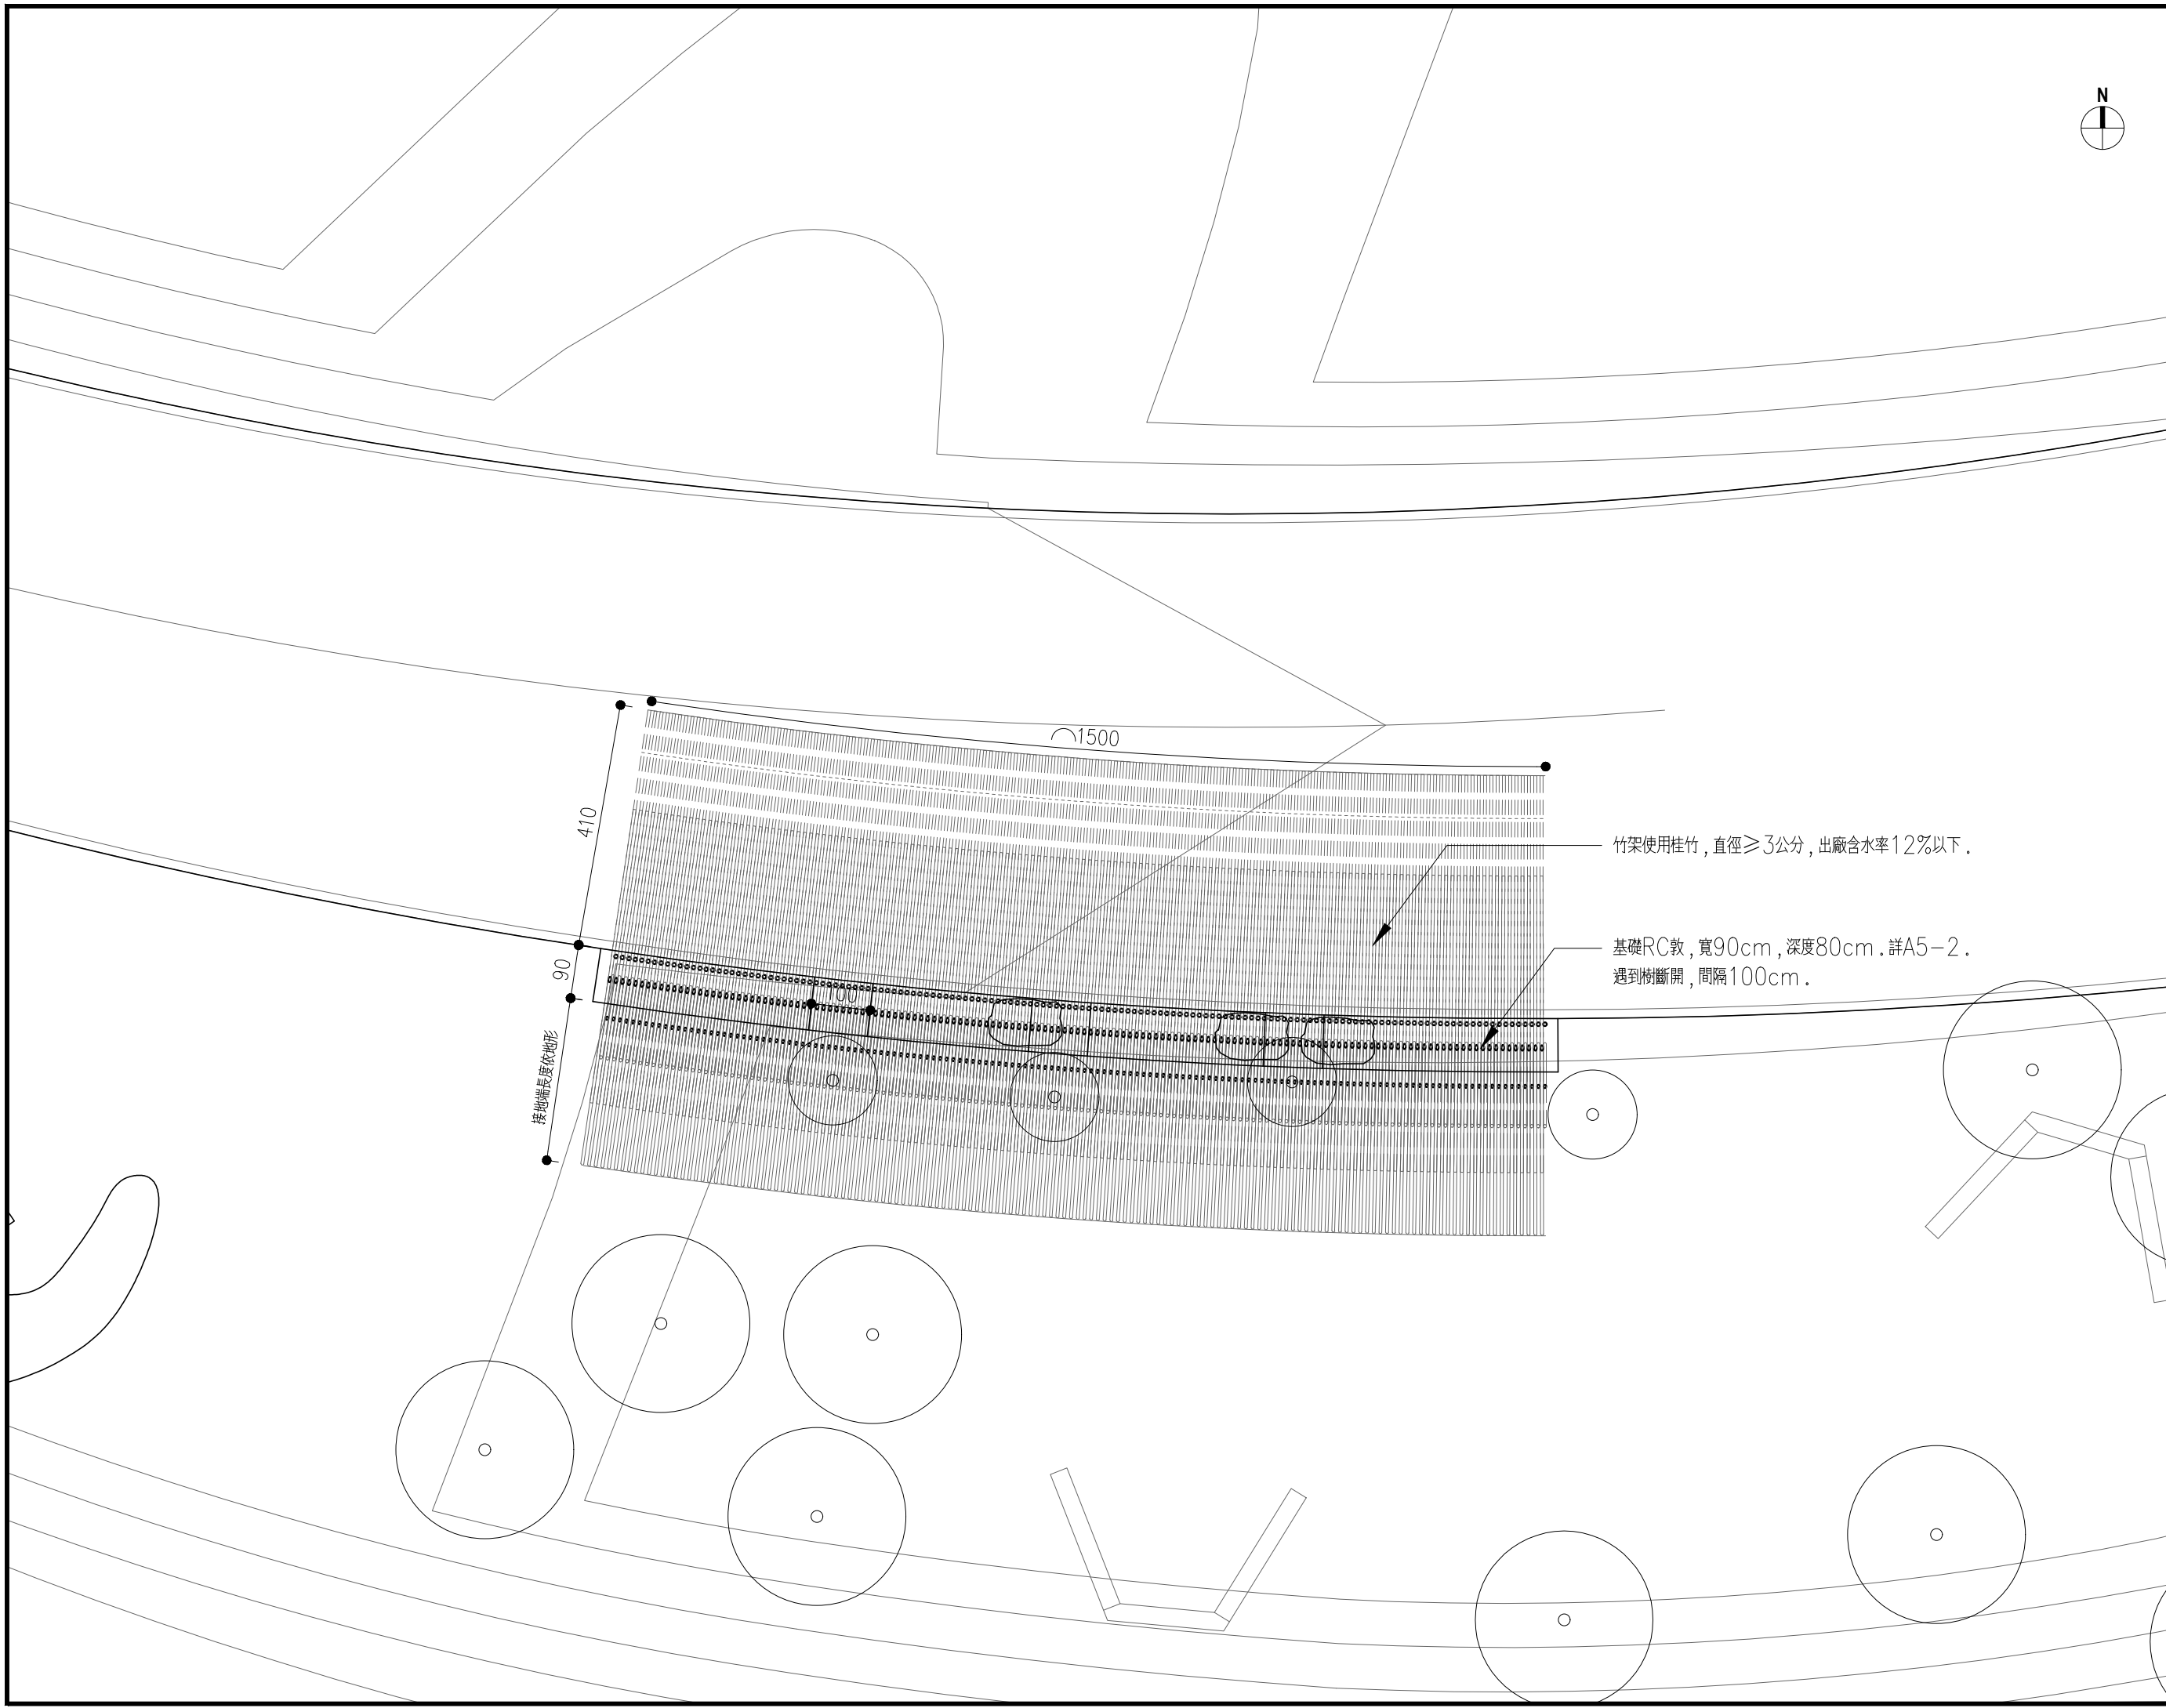 N
1500
410
竹架使用桂竹,直徑≥3公分,出廠含水率12%以下.
基礎RC敦,寬90cm,深度80cm.詳A5-2.
遇到樹斷開,間隔100cm.
90
100
接地端長度依地形